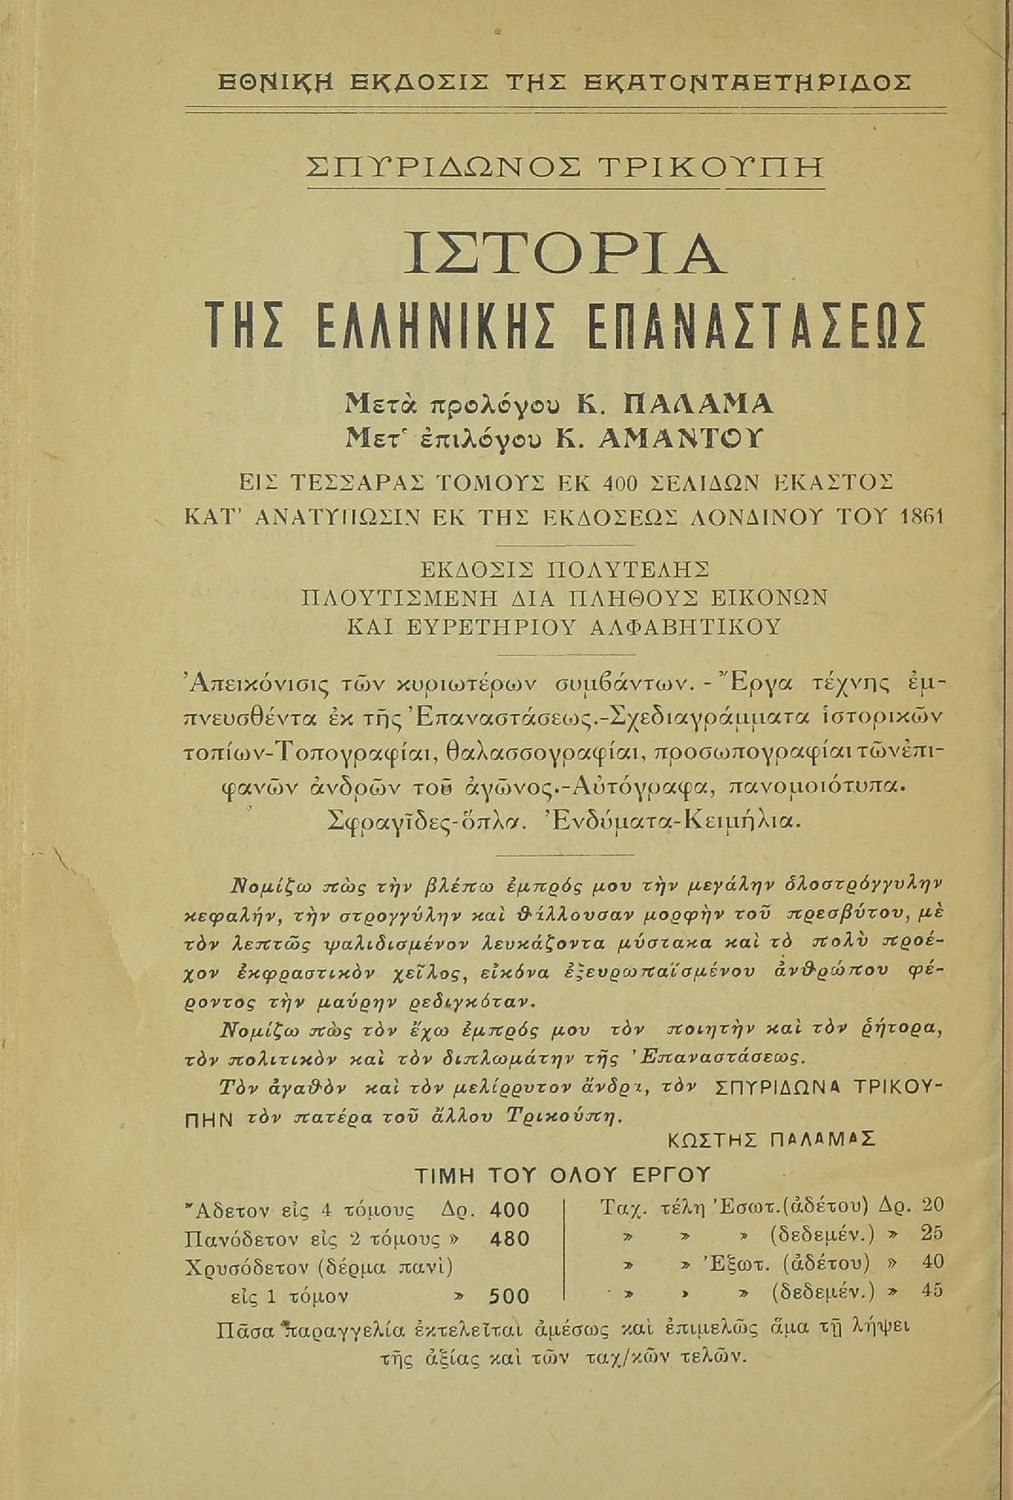 ΕΘΝΙΚΗ ΕΚΔΟΣΙΣ ΤΗΣ ΕΚΑΤΟΝΤΑΕΤΗΡΙΔΟΣ
ΣΠΥΡΙΔΩΝΟΣ ΤΡΙΚΟΥΠΗ
ΙΣΤΟΡΙΑ
ΤΗΣ ΕΛΛΗΝΙΚΗΣ ΕΠΑΝΑΣΤΑΣΕΩΣ
Μετὰ προλόγου Κ. ΠΑΛΑΜΑ
Μετ‛ ἐπιλόγου Κ. ΑΜΑΝΤΟΥ
ΕΙΣ ΤΕΣΣΑΡΑΣ ΤΟΜΟΥΣ ΕΚ 400 ΣΕΛΙΔΩΝ ΕΚΑΣΤΟΣ
ΚΑΤ' ΑΝΑΤΥΠΩΣΙΝ ΕΚ ΤΗΣ ΕΚΔΟΣΕΩΣ ΛΟΝΔΙΝΟΥ ΤΟΥ 1861
ΕΚΔΟΣΙΣ ΠΟΛΥΤΕΛΗΣ
ΠΛΟΥΤΙΣΜΕΝΗ ΔΙΑ ΠΛΗΘΟΥΣ ΕΙΚΟΝΩΝ
ΚΑΙ ΕΥΡΕΤΗΡΙΟΥ ΑΛΦΑΒΗΤΙΚΟΥ
Ἀπεικόνισις τῶν κυριωτέρων συμβάντων. - Ἔργα τέχνης ἐμ-
πνευσθέντα ἐκ τῆς Ἐπαναστάσεως.-Σχεδιαγράμματα ἱστορικῶν
τοπίων-Τοπογραφίαι, θαλασσογραφίαι, προσωπογραφίαι τῶν ἐπι-
φανῶν ἀνδρῶν τοῦ ἀγῶνος.-Αὐτόγραφα, πανομοιότυπα.
Σφραγῖδες-ὅπλα. Ἐνδύματα-Κειμήλια.
Νομίζω πὼς τὴν βλέπω ἐμπρός μου τὴν μεγάλην ὁλοστρόγγυλην
κεφαλήν, τὴν στρογγύλην καὶ θάλλουσαν μορφὴν τοῦ πρεσβύτου, μὲ
τὸν λεπτῶς ψαλιδισμένον λευκάζοντα μύστακα καὶ τὸ πολὺ προέ-
χον ἐκφραστικὸν χεῖλος, εἰκόνα ἐξευρωπαϊσμένου ἀνθρώπου φέ-
ροντος τὴν μαύρην ρεδιγκόταν.
Νομίζω πὼς τὸν ἔχω ἐμπρός μου τὸν ποιητὴν καὶ τὸν ῥήτορα,
τὸν πολιτικὸν καὶ τὸν διπλωμάτην τῆς Ἐπαναστάσεως.
Τὸν ἀγαθὸν καὶ τὸν μελίρρυτον ἄνδρα, τὸν ΣΠΥΡΙΔΩΝΑ ΤΡΙΚΟΥ-
ΠΗΝ τὸν πατέρα τοῦ ἄλλου Τρικούπη.
ΚΩΣΤΗΣ ΠΑΛΑΜΑΣ
ΤΙΜΗ ΤΟΥ ΟΛΟΥ ΕΡΓΟΥ
Ἄδετον εἰς 4 τόμους Δρ. 400
Πανόδετον εἰς 2 τόμους » 480
Χρυσόδετον (δέρμα πανὶ)
εἰς 1 τόμον » 500
Ταχ. τέλη Ἐσωτ.(ἀδέτου) Δρ. 20
» » » (δεδεμέν.) » 25
» » Ἐξωτ. (ἀδέτου) » 40
» » » (δεδεμέν.) » 45
Πᾶσα παραγγελία ἐκτελεῖται ἀμέσως καὶ ἐπιμελῶς ἅμα τῇ λήψει
τῆς ἀξίας καὶ τῶν ταχ/κῶν τελῶν.